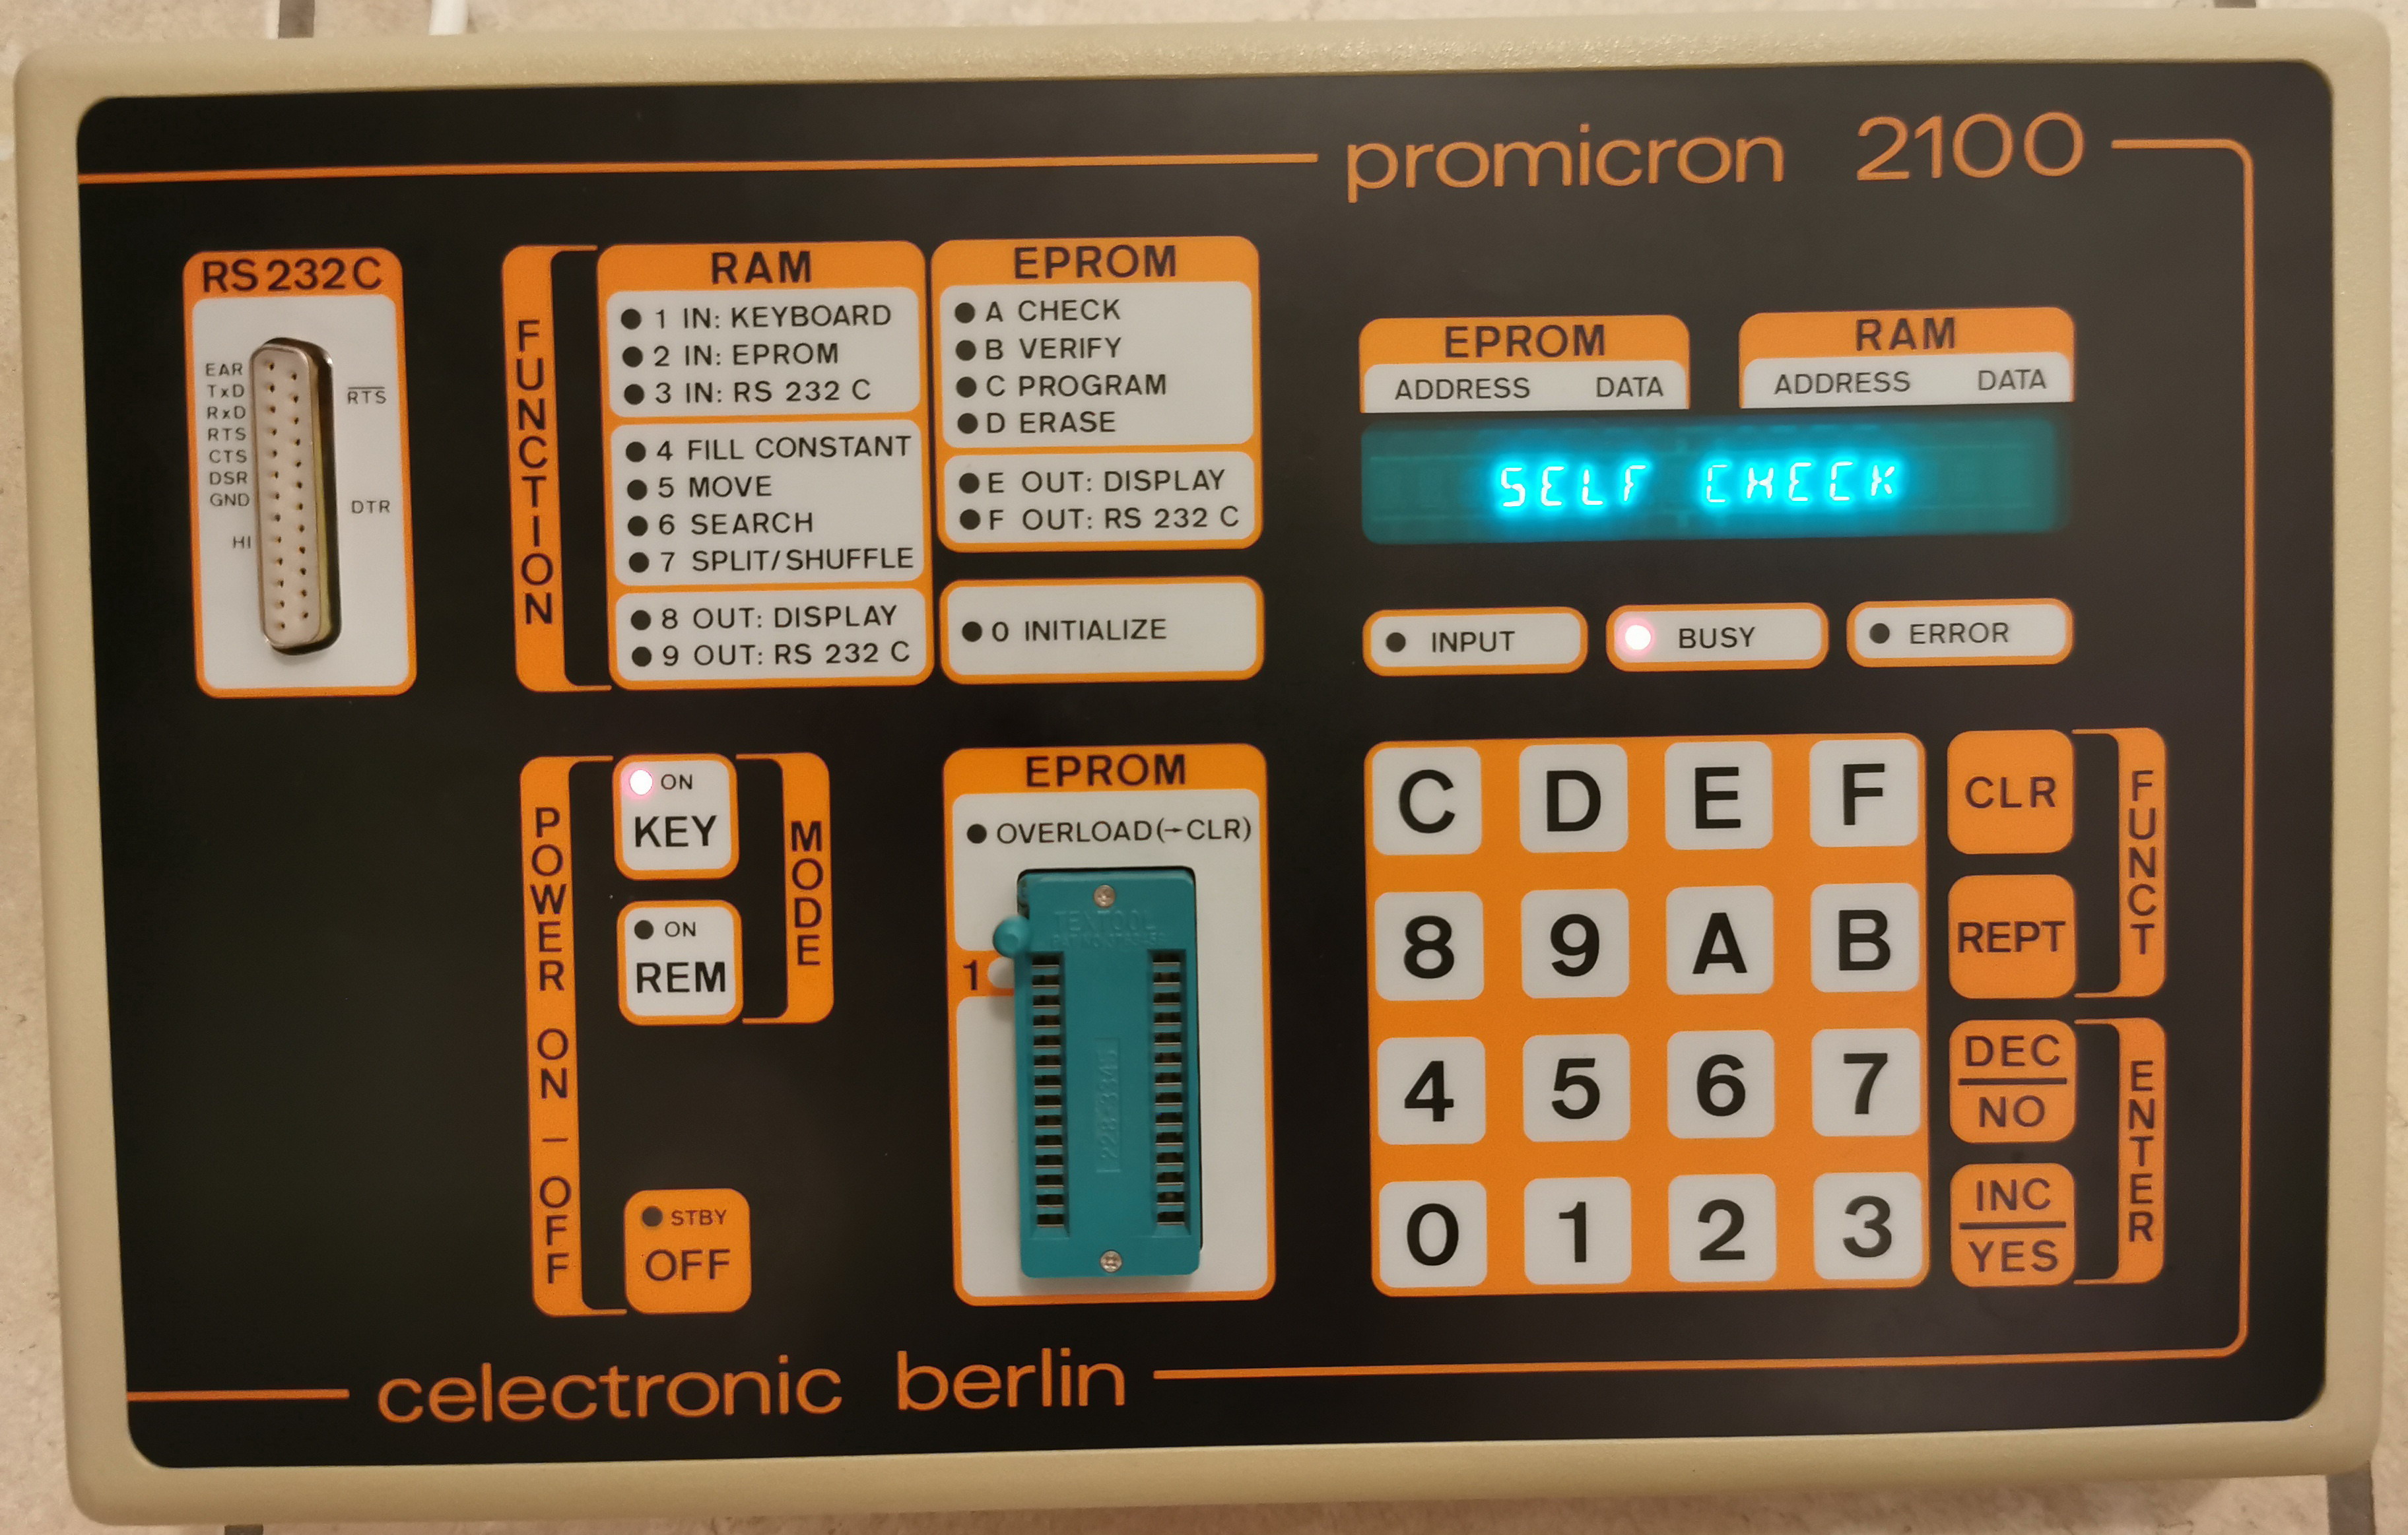 promicron 2100
RS 232 C
EAR
TxD
RxD
RTS
CTS
DSR
GND
HI
RTS
DTR
FUNCTION
RAM
1 IN: KEYBOARD
2 IN: EPROM
3 IN: RS 232 C
4 FILL CONSTANT
5 MOVE
6 SEARCH
7 SPLIT/SHUFFLE
8 OUT: DISPLAY
9 OUT: RS 232 C
EPROM
A CHECK
B VERIFY
C PROGRAM
D ERASE
E OUT: DISPLAY
F OUT: RS 232 C
0 INITIALIZE
EPROM
ADDRESS DATA
RAM
ADDRESS DATA
SELF CHECK
INPUT
BUSY
ERROR
POWER ON - OFF
ON
KEY
ON
REM
MODE
STBY
OFF
EPROM
OVERLOAD(→CLR)
TEXTOOL
1
C D E F
8 9 A B
4 5 6 7
0 1 2 3
CLR
REPT
FUNCT
DEC
NO
INC
YES
ENTER
celectronic berlin